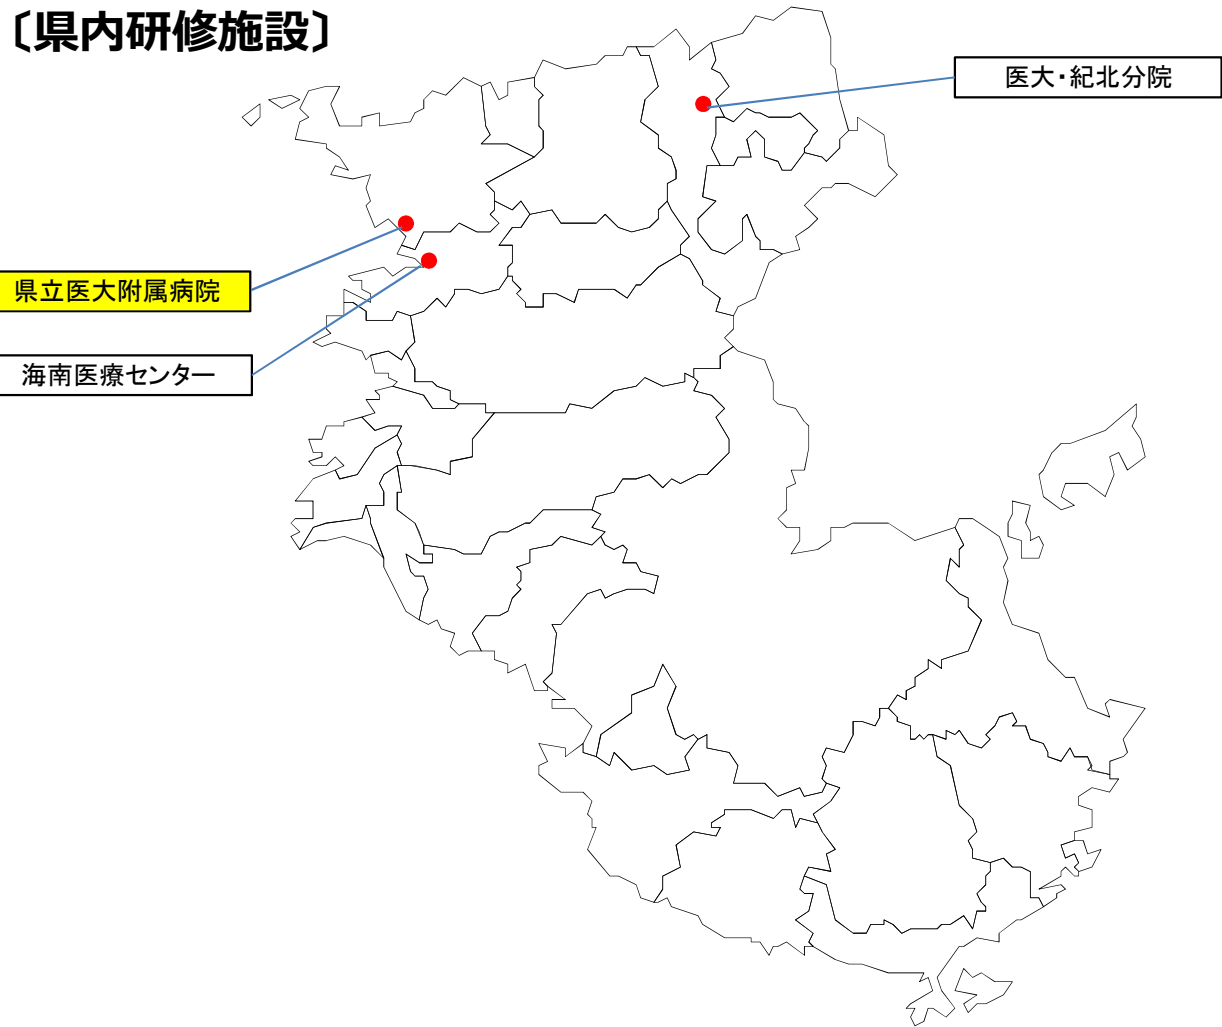 〔県内研修施設〕
医大・紀北分院
県立医大附属病院
海南医療センター